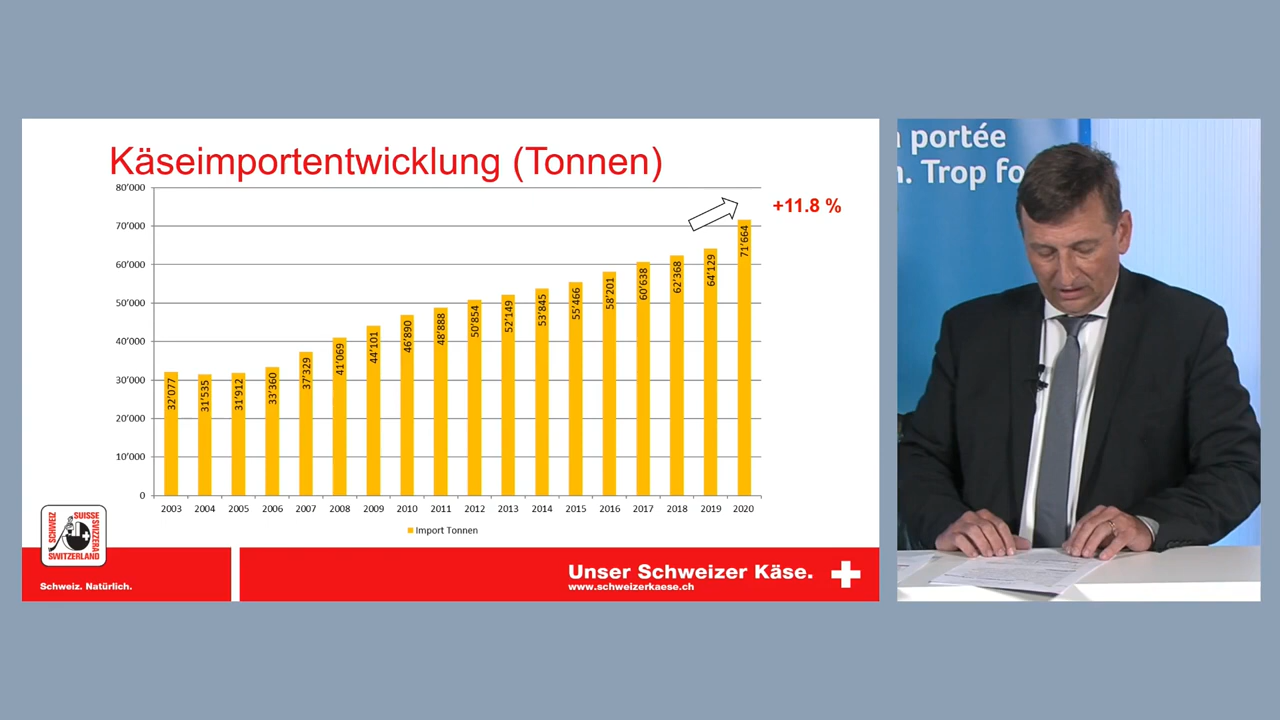 Käseimportentwicklung (Tonnen)
80'000
70'000
60'000
50'000
40'000
30'000
20'000
10'000
0
+11.8 %
32'077
31'535
31'912
33'360
37'329
41'069
44'101
46'890
48'888
50'854
52'149
53'845
55'466
58'201
60'638
62'368
64'129
71'664
2003 2004 2005 2006 2007 2008 2009 2010 2011 2012 2013 2014 2015 2016 2017 2018 2019 2020
Import Tonnen
SCHWEIZ
SUISSE
SVIZZERA
SWITZERLAND
Schweiz. Natürlich.
Unser Schweizer Käse.
www.schweizerkaese.ch
portée
Trop fo